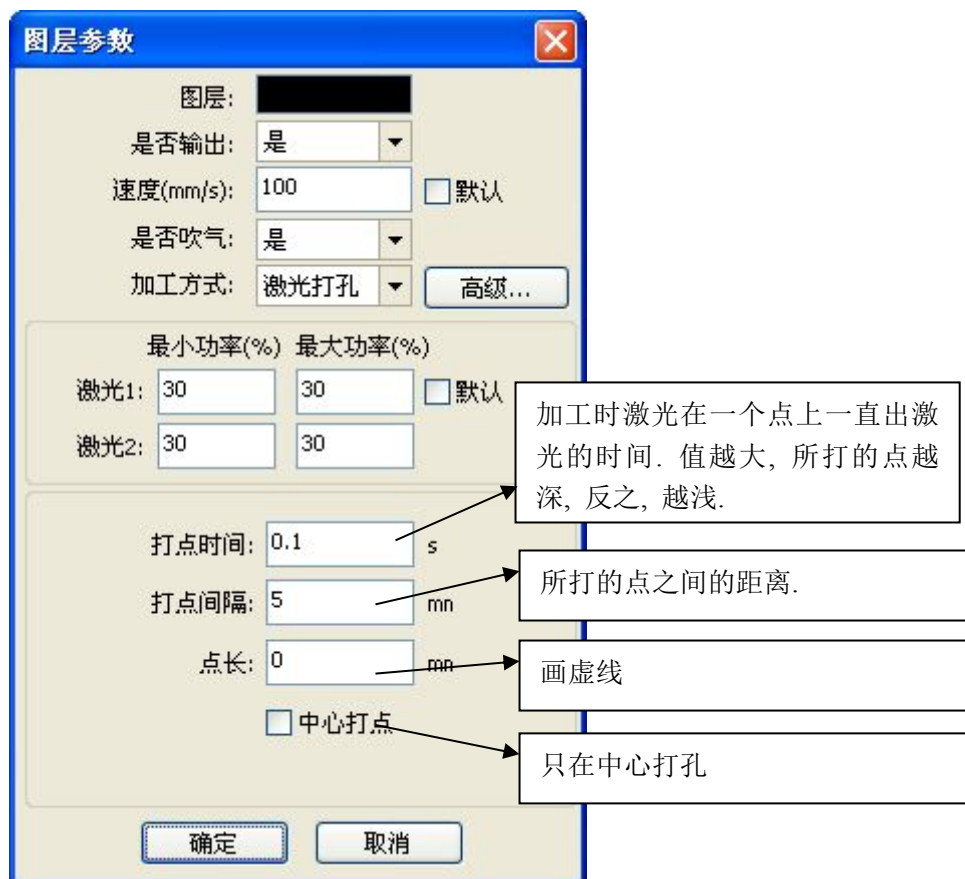 图层参数
图层:
是否输出: 是
速度(mm/s): 100 默认
是否吹气: 是
加工方式: 激光打孔 高级...
最小功率(%) 最大功率(%)
激光1: 30 30 默认
激光2: 30 30
加工时激光在一个点上一直出激
光的时间. 值越大, 所打的点越
深, 反之, 越浅.
打点时间: 0.1 s
打点间隔: 5 mn
所打的点之间的距离.
点长: 0 mn
画虚线
中心打点
只在中心打孔
确定 取消